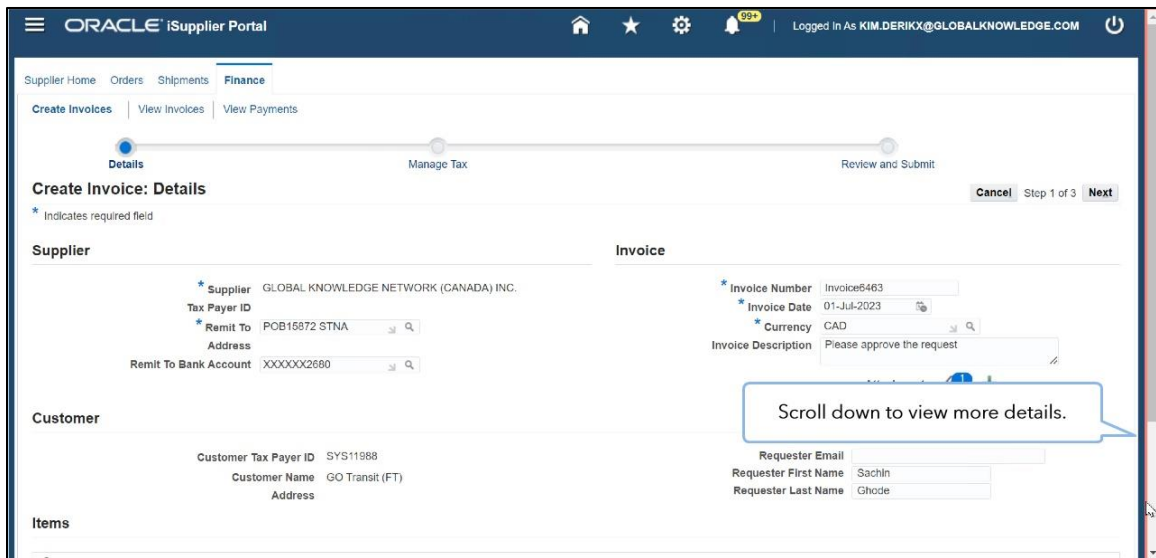 ORACLE iSupplier Portal
99+
Logged In As KIM.DERIKX@GLOBALKNOWLEDGE.COM
Supplier Home Orders Shipments Finance
Create Invoices View Invoices View Payments
Details Manage Tax Review and Submit
Create Invoice: Details
Cancel Step 1 of 3 Next
* Indicates required field
Supplier
* Supplier GLOBAL KNOWLEDGE NETWORK (CANADA) INC.
Tax Payer ID
* Remit To POB15872 STNA
Address
Remit To Bank Account XXXXXX2680
Invoice
* Invoice Number Invoice6463
* Invoice Date 01-Jul-2023
* Currency CAD
Invoice Description Please approve the request
1
Scroll down to view more details.
Customer
Customer Tax Payer ID SYS11988
Customer Name GO Transit (FT)
Address
Requester Email
Requester First Name Sachin
Requester Last Name Ghode
Items